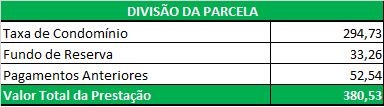 DIVISÃO DA PARCELA
Taxa de Condomínio 294,73
Fundo de Reserva 33,26
Pagamentos Anteriores 52,54
Valor Total da Prestação 380,53